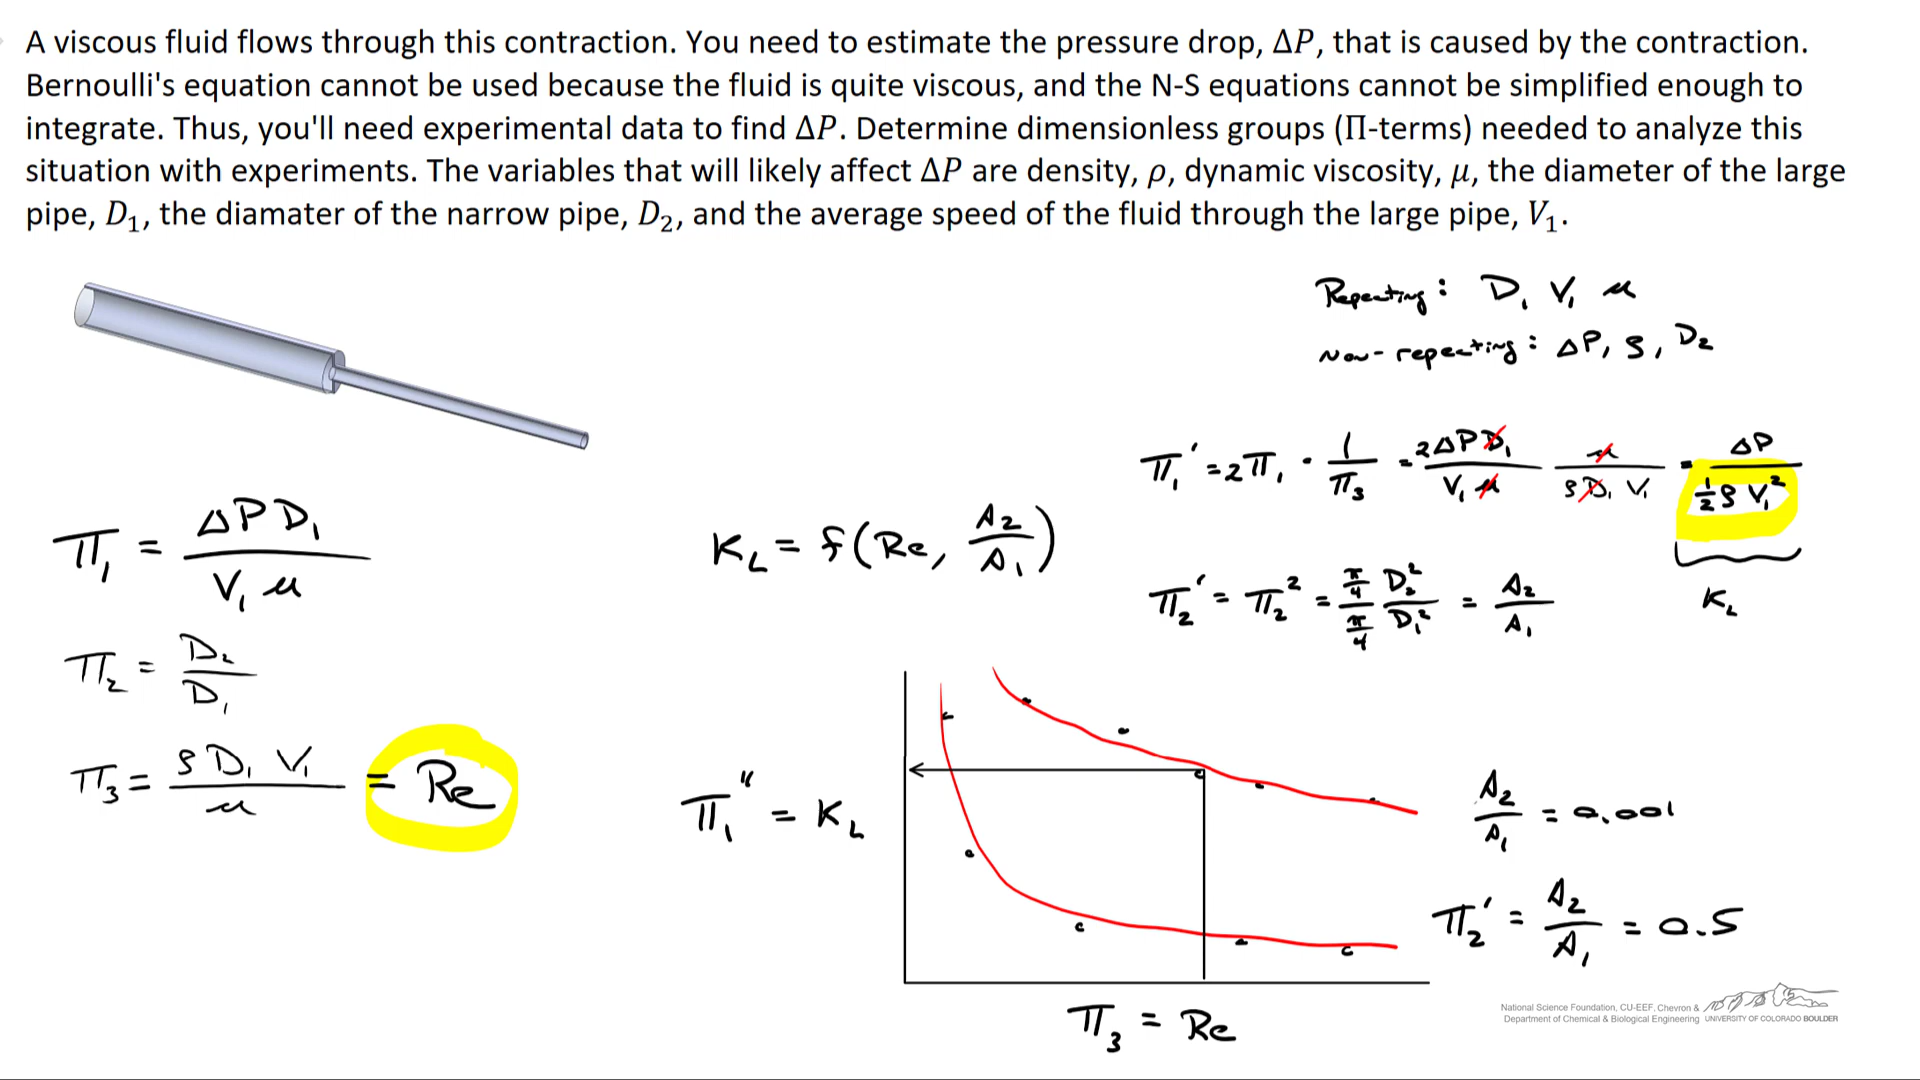 A viscous fluid flows through this contraction. You need to estimate the pressure drop, ΔP, that is caused by the contraction.
Bernoulli's equation cannot be used because the fluid is quite viscous, and the N-S equations cannot be simplified enough to
integrate. Thus, you'll need experimental data to find ΔP. Determine dimensionless groups (Π-terms) needed to analyze this
situation with experiments. The variables that will likely affect ΔP are density, ρ, dynamic viscosity, μ, the diameter of the large
pipe, D₁, the diamater of the narrow pipe, D₂, and the average speed of the fluid through the large pipe, V₁.
Repeating: D₁ V₁ μ
Non-repeating: ΔP, ρ, D₂
π₁' = 2π₁ · 1/π₃ = 2ΔPD₁/V₁μ μ/ρD₁V₁ = ΔP/½ρV₁²
K_L
π₂' = π₂² = π/4 D₂² / π/4 D₁² = A₂/A₁
π₁ = ΔPD₁/V₁μ
K_L = f(Re, A₂/A₁)
π₂ = D₂/D₁
π₃ = ρD₁V₁/μ = Re
π₁" = K_L
A₂/A₁ = 0.001
π₂' = A₂/A₁ = 0.5
π₃ = Re
National Science Foundation, CU-EEF, Chevron &
Department of Chemical & Biological Engineering UNIVERSITY OF COLORADO BOULDER